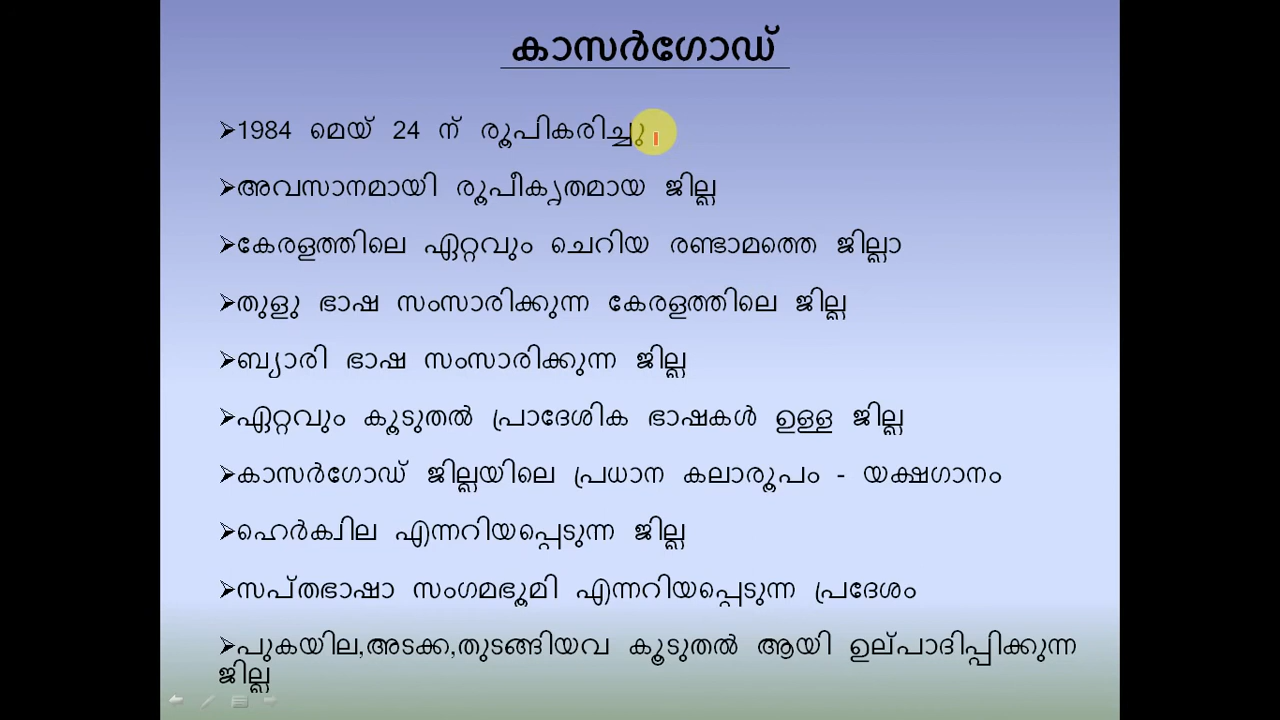 കാസർഗോഡ്
➢1984 മെയ് 24 ന് രൂപികരിച്ചു
➢അവസാനമായി രൂപീകൃതമായ ജില്ല
➢കേരളത്തിലെ ഏറ്റവും ചെറിയ രണ്ടാമത്തെ ജില്ലാ
➢തുളു ഭാഷ സംസാരിക്കുന്ന കേരളത്തിലെ ജില്ല
➢ബ്യാരി ഭാഷ സംസാരിക്കുന്ന ജില്ല
➢ഏറ്റവും കൂടുതൽ പ്രാദേശിക ഭാഷകൾ ഉള്ള ജില്ല
➢കാസർഗോഡ് ജില്ലയിലെ പ്രധാന കലാരൂപം - യക്ഷഗാനം
➢ഹെർക്വില എന്നറിയപ്പെടുന്ന ജില്ല
➢സപ്തഭാഷാ സംഗമഭൂമി എന്നറിയപ്പെടുന്ന പ്രദേശം
➢പുകയില,അടക്ക,തുടങ്ങിയവ കൂടുതൽ ആയി ഉല്പാദിപ്പിക്കുന്ന
ജില്ല